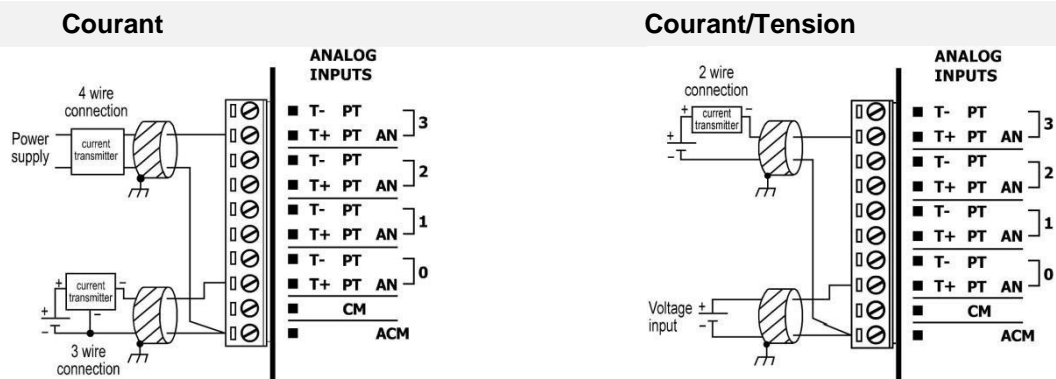 Courant
4 wire
connection
Power
supply
current
transmitter
+
-
current
transmitter
+
-
-
3 wire
connection
ANALOG
INPUTS
T- PT
T+ PT AN
3
T- PT
T+ PT AN
2
T- PT
T+ PT AN
1
T- PT
T+ PT AN
0
CM
ACM
Courant/Tension
2 wire
connection
+
-
current
transmitter
+
-
Voltage
input
+
-
ANALOG
INPUTS
T- PT
T+ PT AN
3
T- PT
T+ PT AN
2
T- PT
T+ PT AN
1
T- PT
T+ PT AN
0
CM
ACM